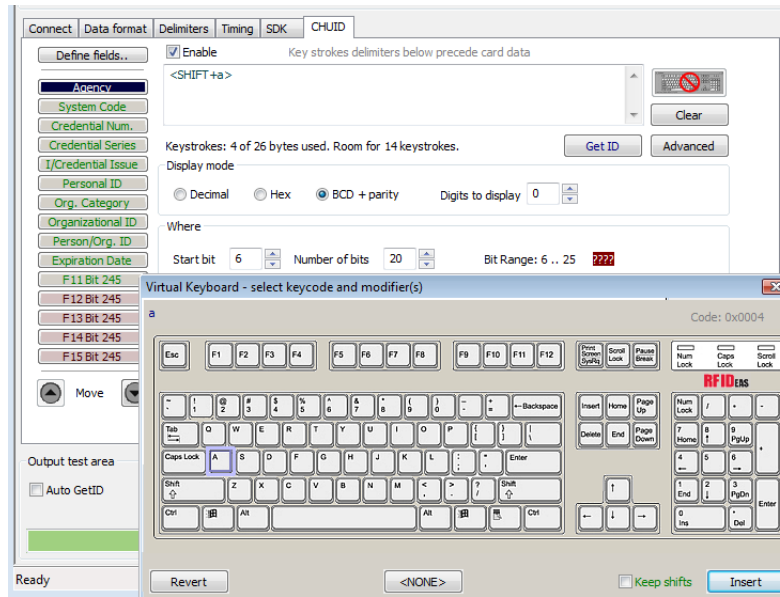 Connect Data format Delimiters Timing SDK CHUID
Define fields..
Enable Key strokes delimiters below precede card data
<SHIFT+a>
Agency
System Code
Credential Num.
Clear
Credential Series
Keystrokes: 4 of 26 bytes used. Room for 14 keystrokes. Get ID Advanced
I/Credential Issue
Display mode
Personal ID
Decimal Hex BCD + parity Digits to display 0
Org. Category
Organizational ID
Where
Person/Org. ID
Expiration Date
Start bit 6 Number of bits 20 Bit Range: 6 .. 25 ????
F11 Bit 245
F12 Bit 245
F13 Bit 245
F14 Bit 245
F15 Bit 245
Move
Output test area
Auto GetID
Ready
Virtual Keyboard - select keycode and modifier(s)
a Code: 0x0004
Esc F1 F2 F3 F4 F5 F6 F7 F8 F9 F10 F11 F12 Print Screen SysRq Scroll Lock Pause Break Num Lock Caps Lock Scroll Lock
RFIDEAS
~ ` ! 1 @ 2 # 3 $ 4 % 5 ^ 6 & 7 * 8 ( 9 ) 0 - + = ←Backspace Insert Home Page Up Num Lock / * -
Tab Q W E R T Y U I O P { [ } ] | \ Delete End Page Down 7 Home 8 9 PgUp +
Caps Lock A S D F G H J K L : ; " ' Enter 4 ← 5 6 →
Shift Z X C V B N M < , > . ? / Shift ↑ 1 End 2 ↓ 3 PgDn Enter
Ctrl Alt Alt Ctrl ← ↓ → 0 Ins . Del
Revert <NONE> Keep shifts Insert